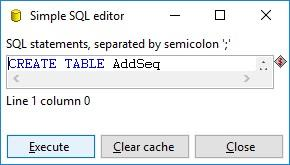 Simple SQL editor
SQL statements, separated by semicolon ';'
CREATE TABLE AddSeq
Line 1 column 0
Execute
Clear cache
Close